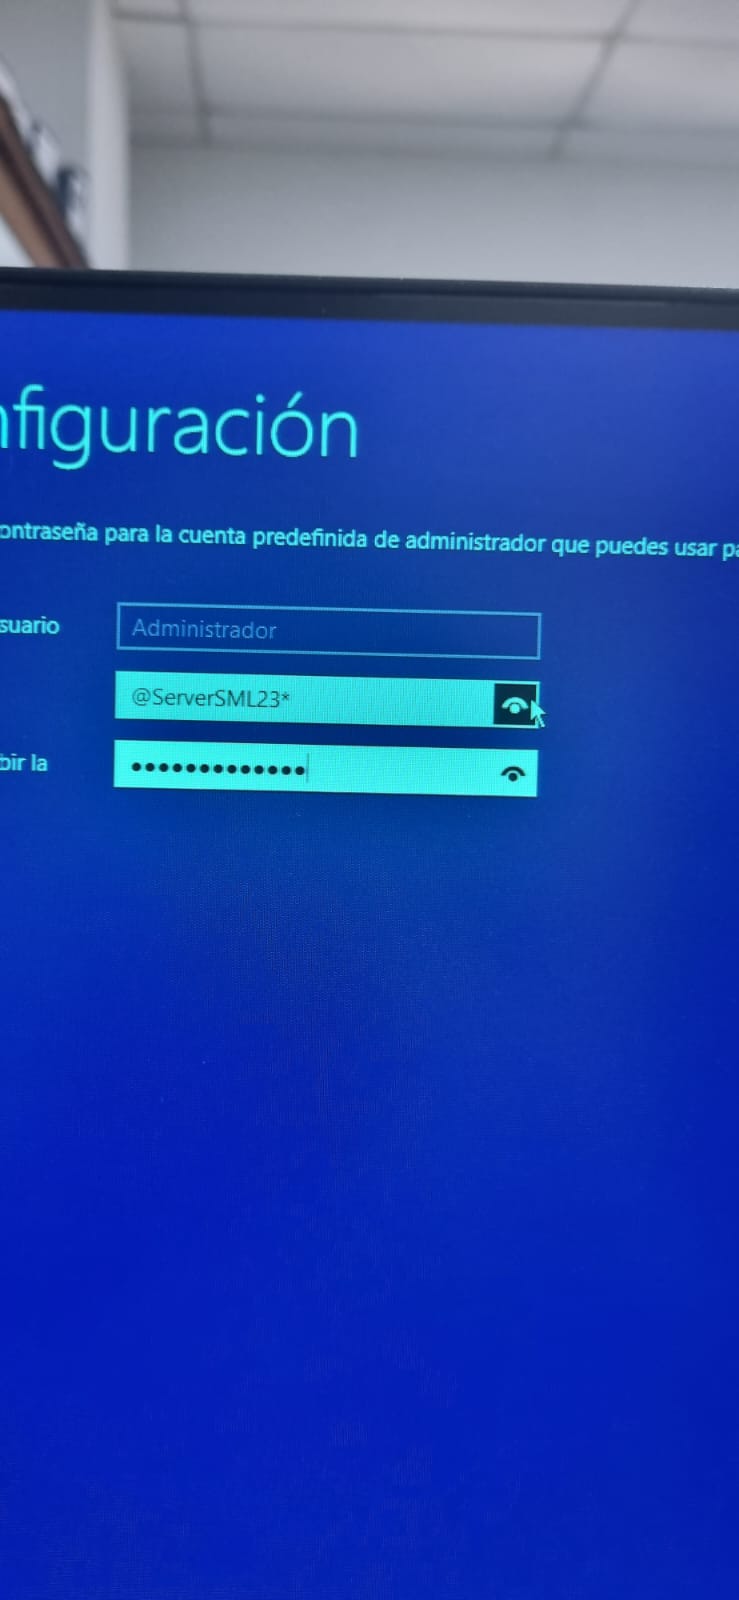 nfiguración
ontraseña para la cuenta predefinida de administrador que puedes usar pa
suario
Administrador
@ServerSML23*
bir la
•••••••••••••